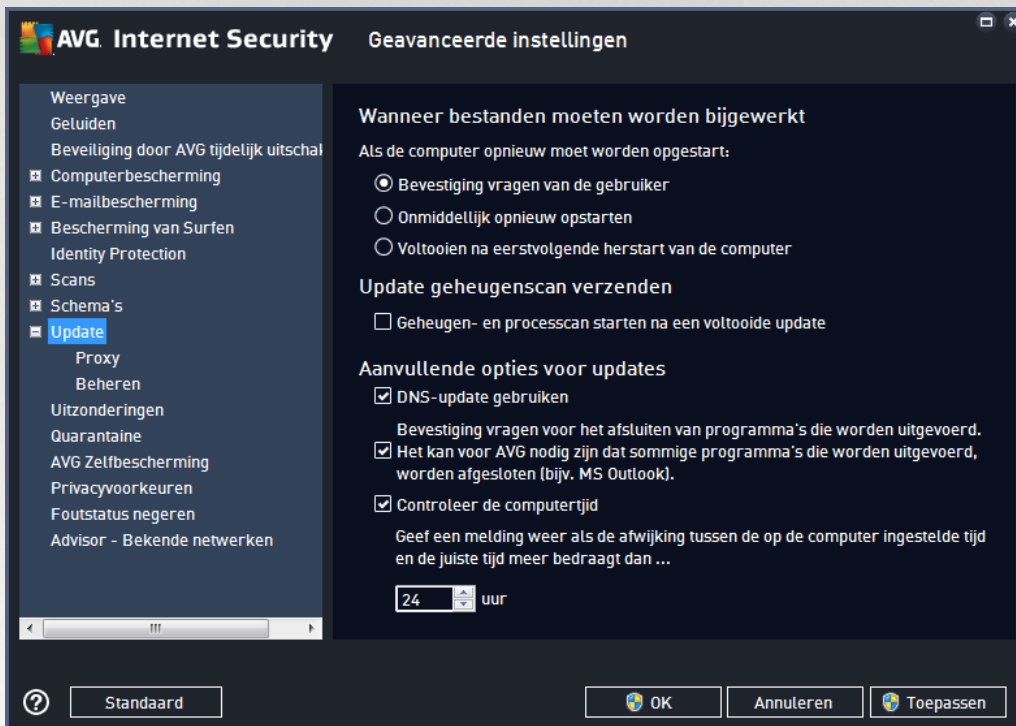 AVG. Internet Security
Geavanceerde instellingen
Weergave
Geluiden
Beveiliging door AVG tijdelijk uitschak
Computerbescherming
E-mailbescherming
Bescherming van Surfen
Identity Protection
Scans
Schema's
Update
Proxy
Beheren
Uitzonderingen
Quarantaine
AVG Zelfbescherming
Privacyvoorkeuren
Foutstatus negeren
Advisor - Bekende netwerken
Wanneer bestanden moeten worden bijgewerkt
Als de computer opnieuw moet worden opgestart:
Bevestiging vragen van de gebruiker
Onmiddellijk opnieuw opstarten
Voltooien na eerstvolgende herstart van de computer
Update geheugenscan verzenden
Geheugen- en processcan starten na een voltooide update
Aanvullende opties voor updates
DNS-update gebruiken
Bevestiging vragen voor het afsluiten van programma's die worden uitgevoerd.
Het kan voor AVG nodig zijn dat sommige programma's die worden uitgevoerd,
worden afgesloten (bijv. MS Outlook).
Controleer de computertjid
Geef een melding weer als de afwijking tussen de op de computer ingestelde tijd
en de juiste tijd meer bedraagt dan ...
24 uur
? Standaard
OK
Annuleren
Toepassen